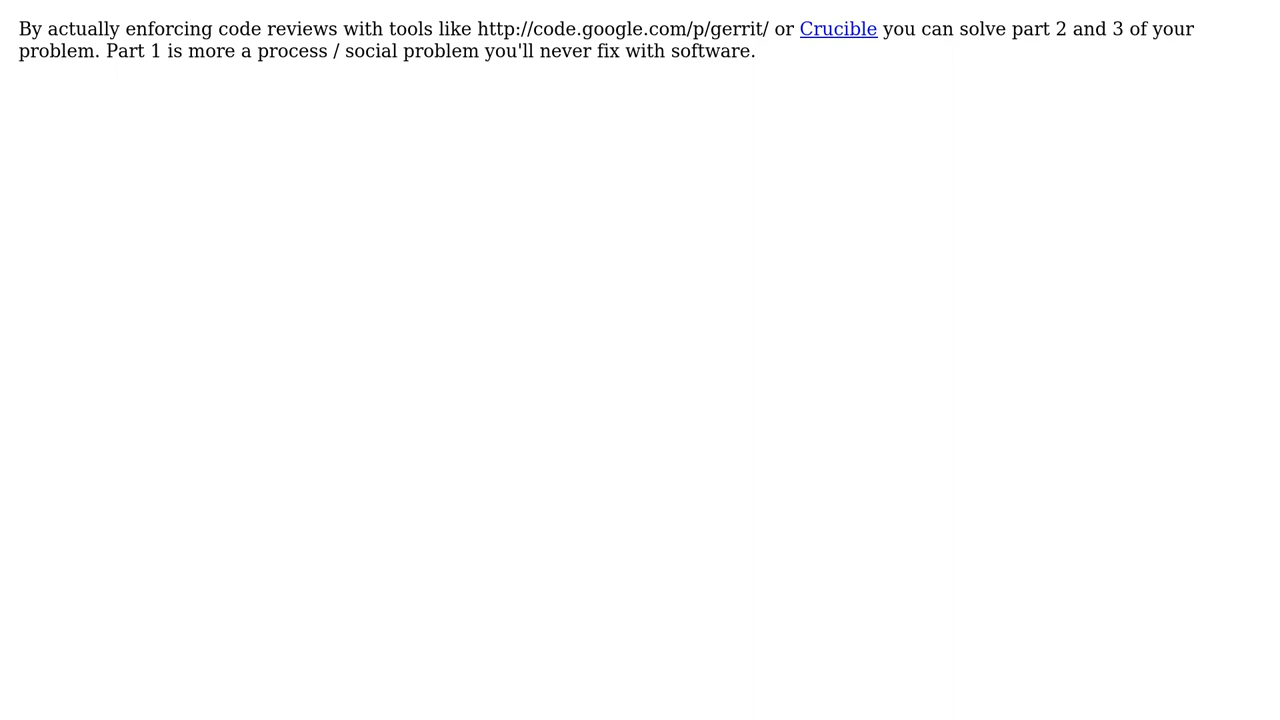 By actually enforcing code reviews with tools like http://code.google.com/p/gerrit/ or Crucible you can solve part 2 and 3 of your
problem. Part 1 is more a process / social problem you'll never fix with software.